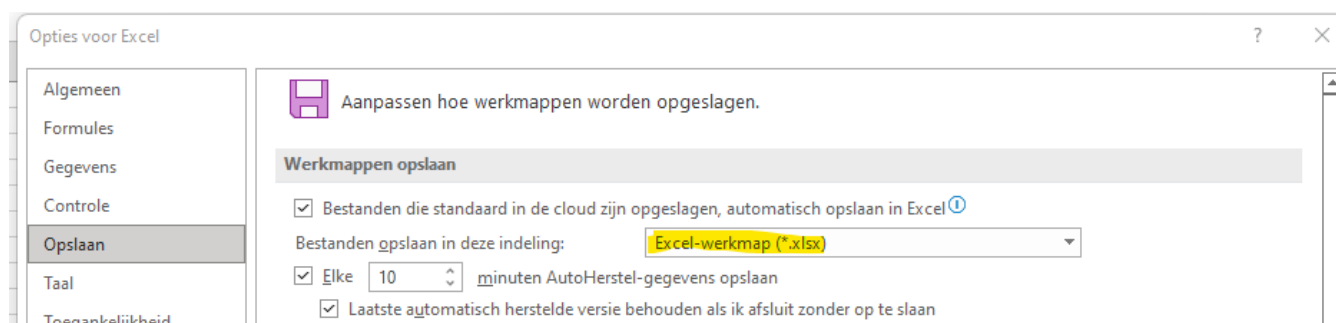 Opties voor Excel
Algemeen
Formules
Gegevens
Controle
Opslaan
Taal
Toegankelijkheid
Aanpassen hoe werkmappen worden opgeslagen.
Werkmappen opslaan
Bestanden die standaard in de cloud zijn opgeslagen, automatisch opslaan in Excel
Bestanden opslaan in deze indeling: Excel-werkmap (*.xlsx)
Elke 10 minuten AutoHerstel-gegevens opslaan
Laatste automatisch herstelde versie behouden als ik afsluit zonder op te slaan